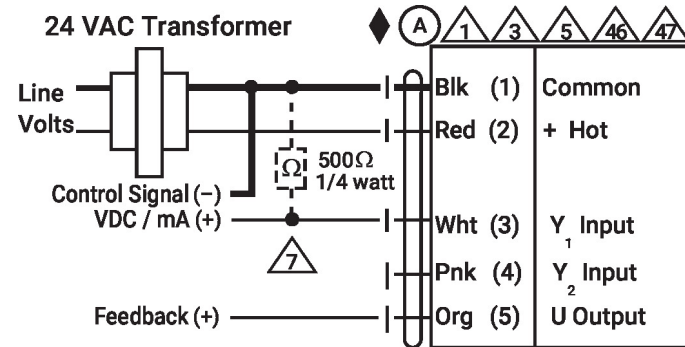 24 VAC Transformer
A 1 3 5 46 47
Line
Volts
Blk (1) Common
Red (2) + Hot
Ω 500Ω
1/4 watt
Control Signal (−)
VDC / mA (+)
Wht (3) Y1 Input
7
Pnk (4) Y2 Input
Feedback (+)
Org (5) U Output